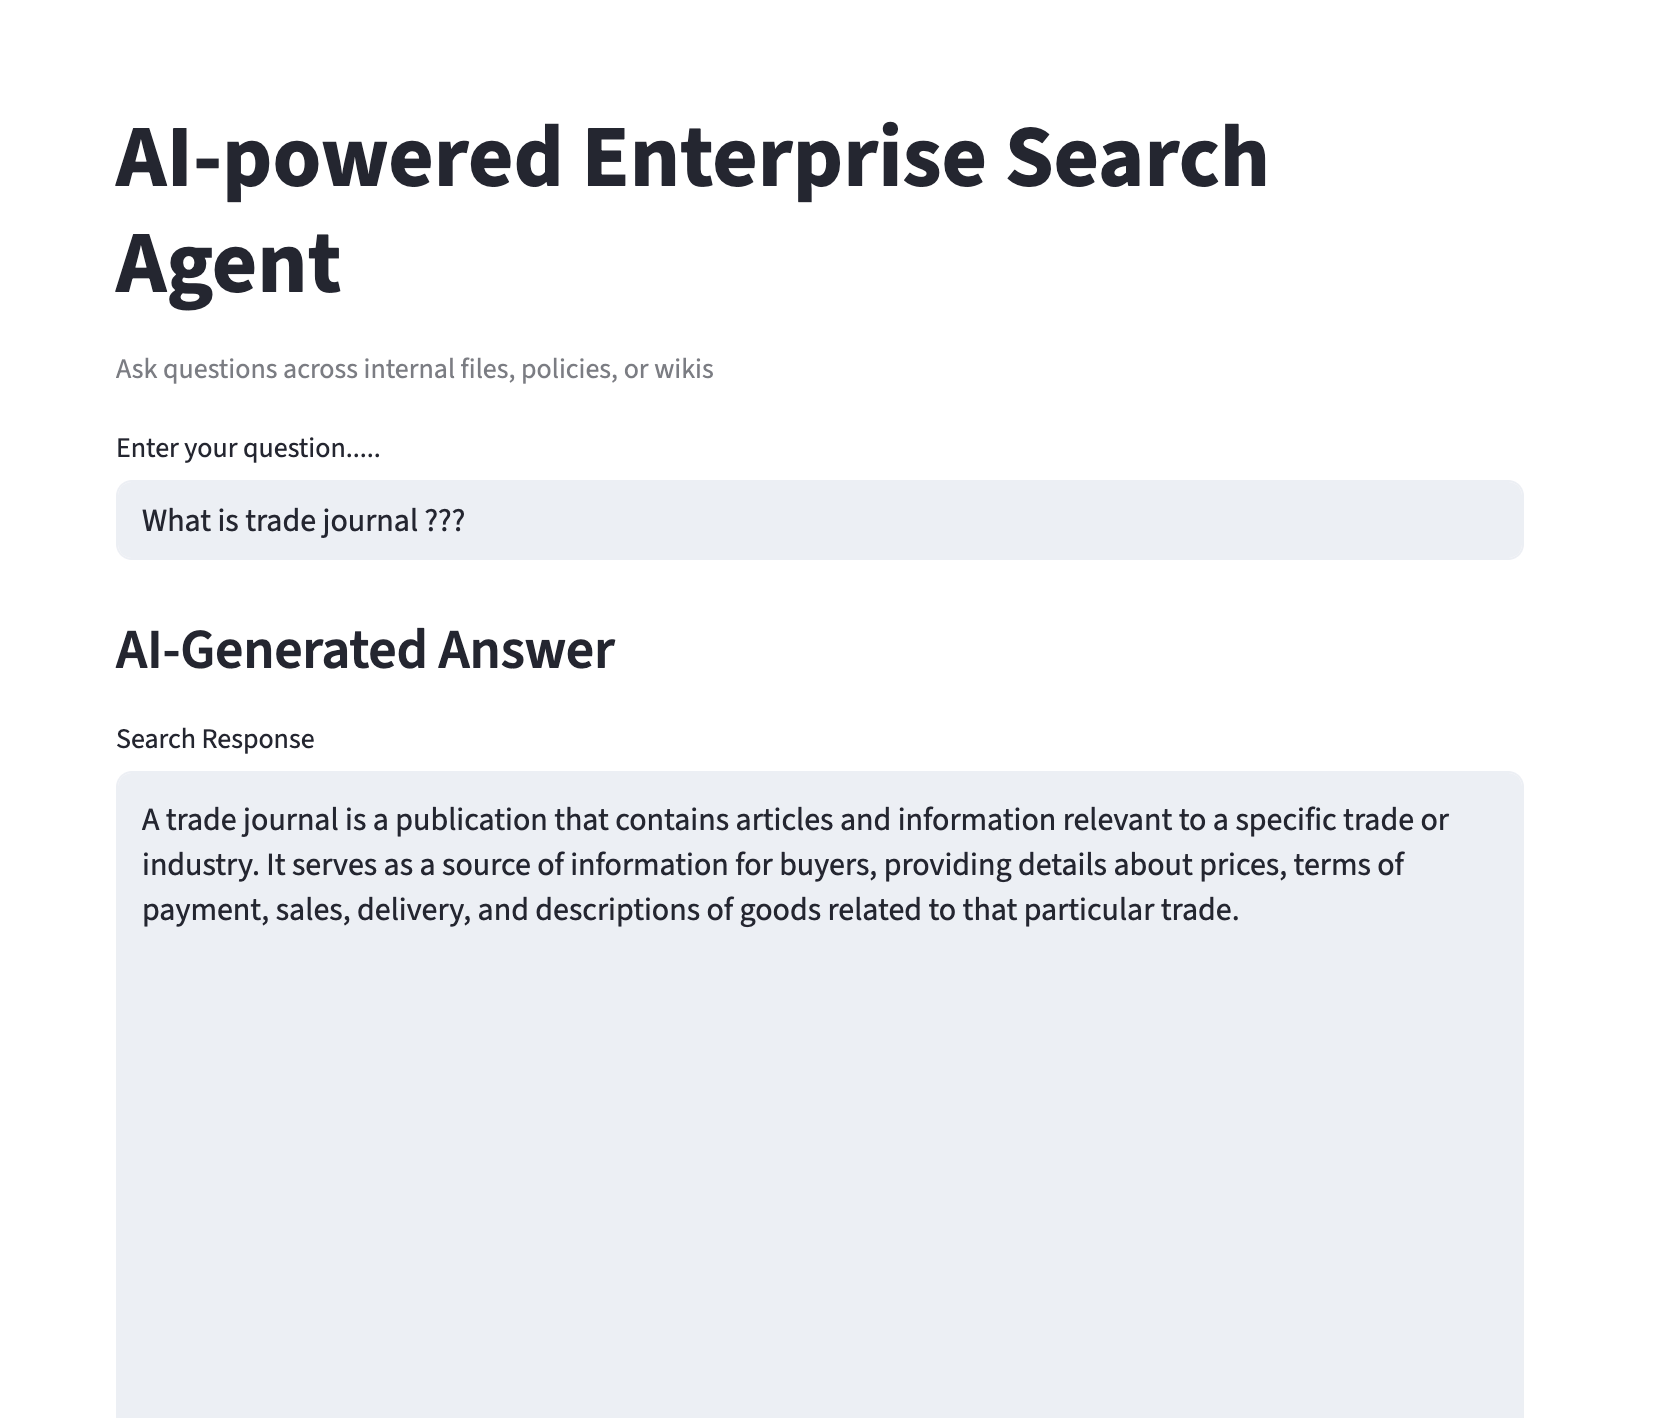 AI-powered Enterprise Search
Agent
Ask questions across internal files, policies, or wikis
Enter your question.....
What is trade journal ???
AI-Generated Answer
Search Response
A trade journal is a publication that contains articles and information relevant to a specific trade or
industry. It serves as a source of information for buyers, providing details about prices, terms of
payment, sales, delivery, and descriptions of goods related to that particular trade.